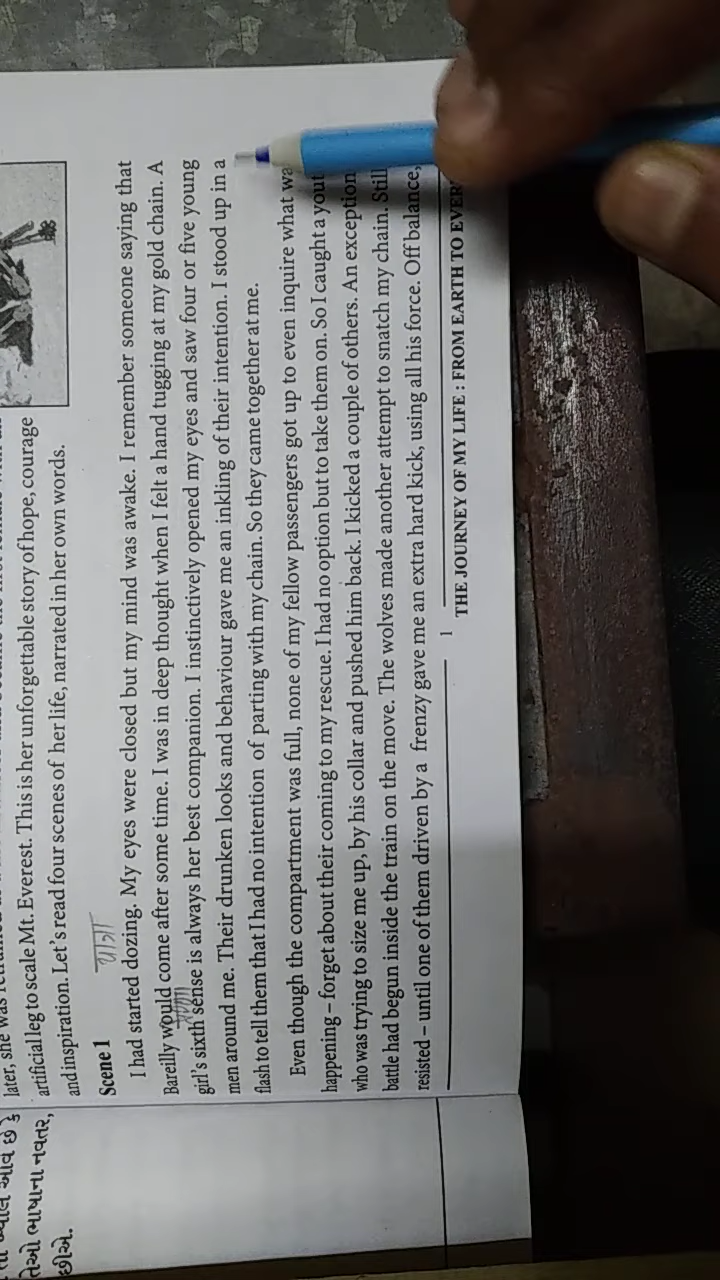 later, she was
artificial leg to scale Mt. Everest. This is her unforgettable story of hope, courage
and inspiration. Let's read four scenes of her life, narrated in her own words.
Scene 1
I had started dozing. My eyes were closed but my mind was awake. I remember someone saying that
Bareilly would come after some time. I was in deep thought when I felt a hand tugging at my gold chain. A
girl's sixth sense is always her best companion. I instinctively opened my eyes and saw four or five young
men around me. Their drunken looks and behaviour gave me an inkling of their intention. I stood up in a
flash to tell them that I had no intention of parting with my chain. So they came together at me.
Even though the compartment was full, none of my fellow passengers got up to even inquire what wa
happening – forget about their coming to my rescue. I had no option but to take them on. So I caught a yout
who was trying to size me up, by his collar and pushed him back. I kicked a couple of others. An exception
battle had begun inside the train on the move. The wolves made another attempt to snatch my chain. Still
resisted – until one of them driven by a frenzy gave me an extra hard kick, using all his force. Off balance,
1
THE JOURNEY OF MY LIFE : FROM EARTH TO EVER
તેઓ ભાષાના નવતર,
છીએ.